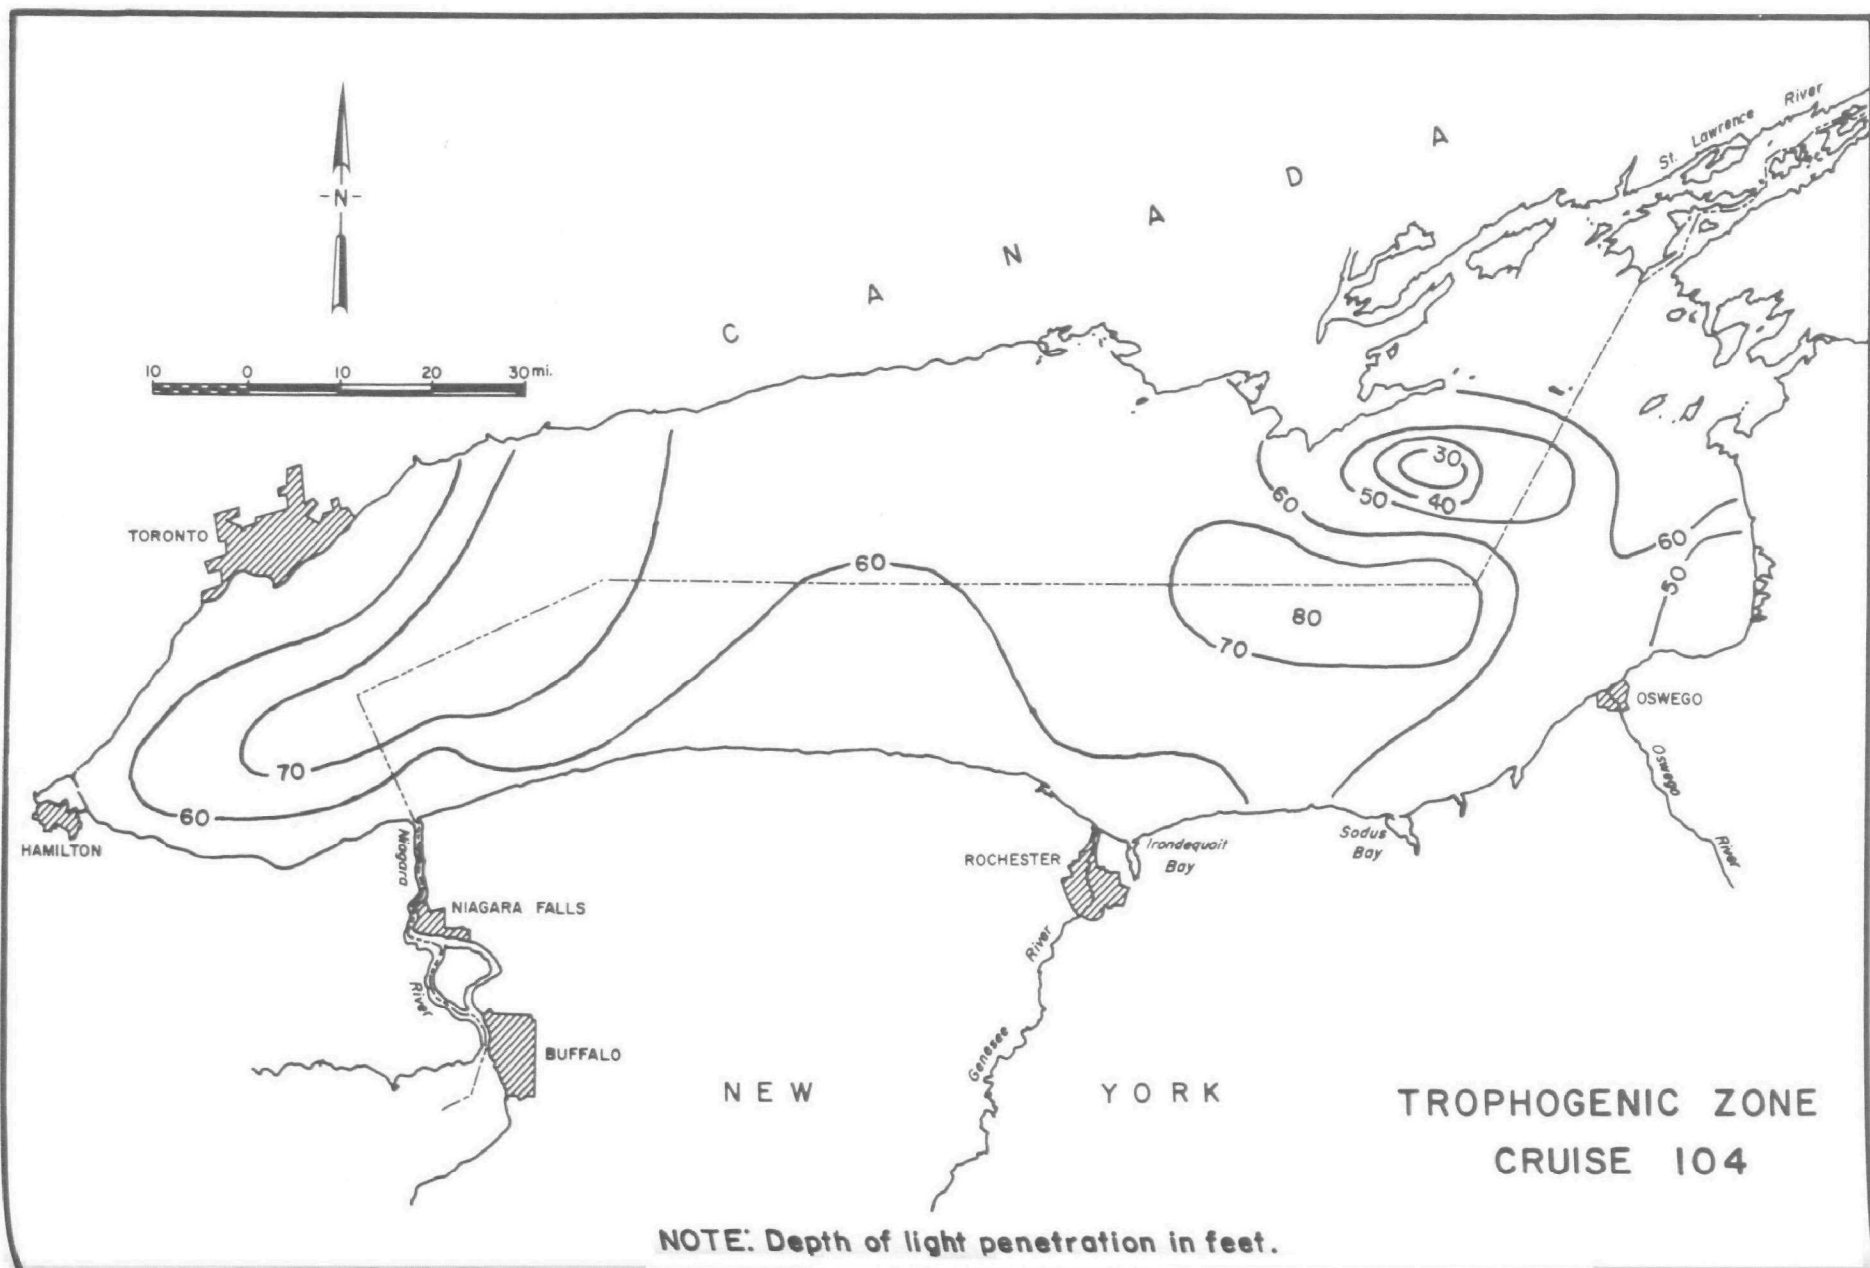 St. Lawrence River
C A N A D A
N
10 0 10 20 30 mi.
30
50
40
60
TORONTO
60
60
50
80
70
OSWEGO
70
60
HAMILTON
Niagara
River
Oswego
River
Sodus
Bay
Irondequoit
Bay
ROCHESTER
NIAGARA FALLS
BUFFALO
Genesee
River
NEW YORK
TROPHOGENIC ZONE
CRUISE 104
NOTE: Depth of light penetration in feet.